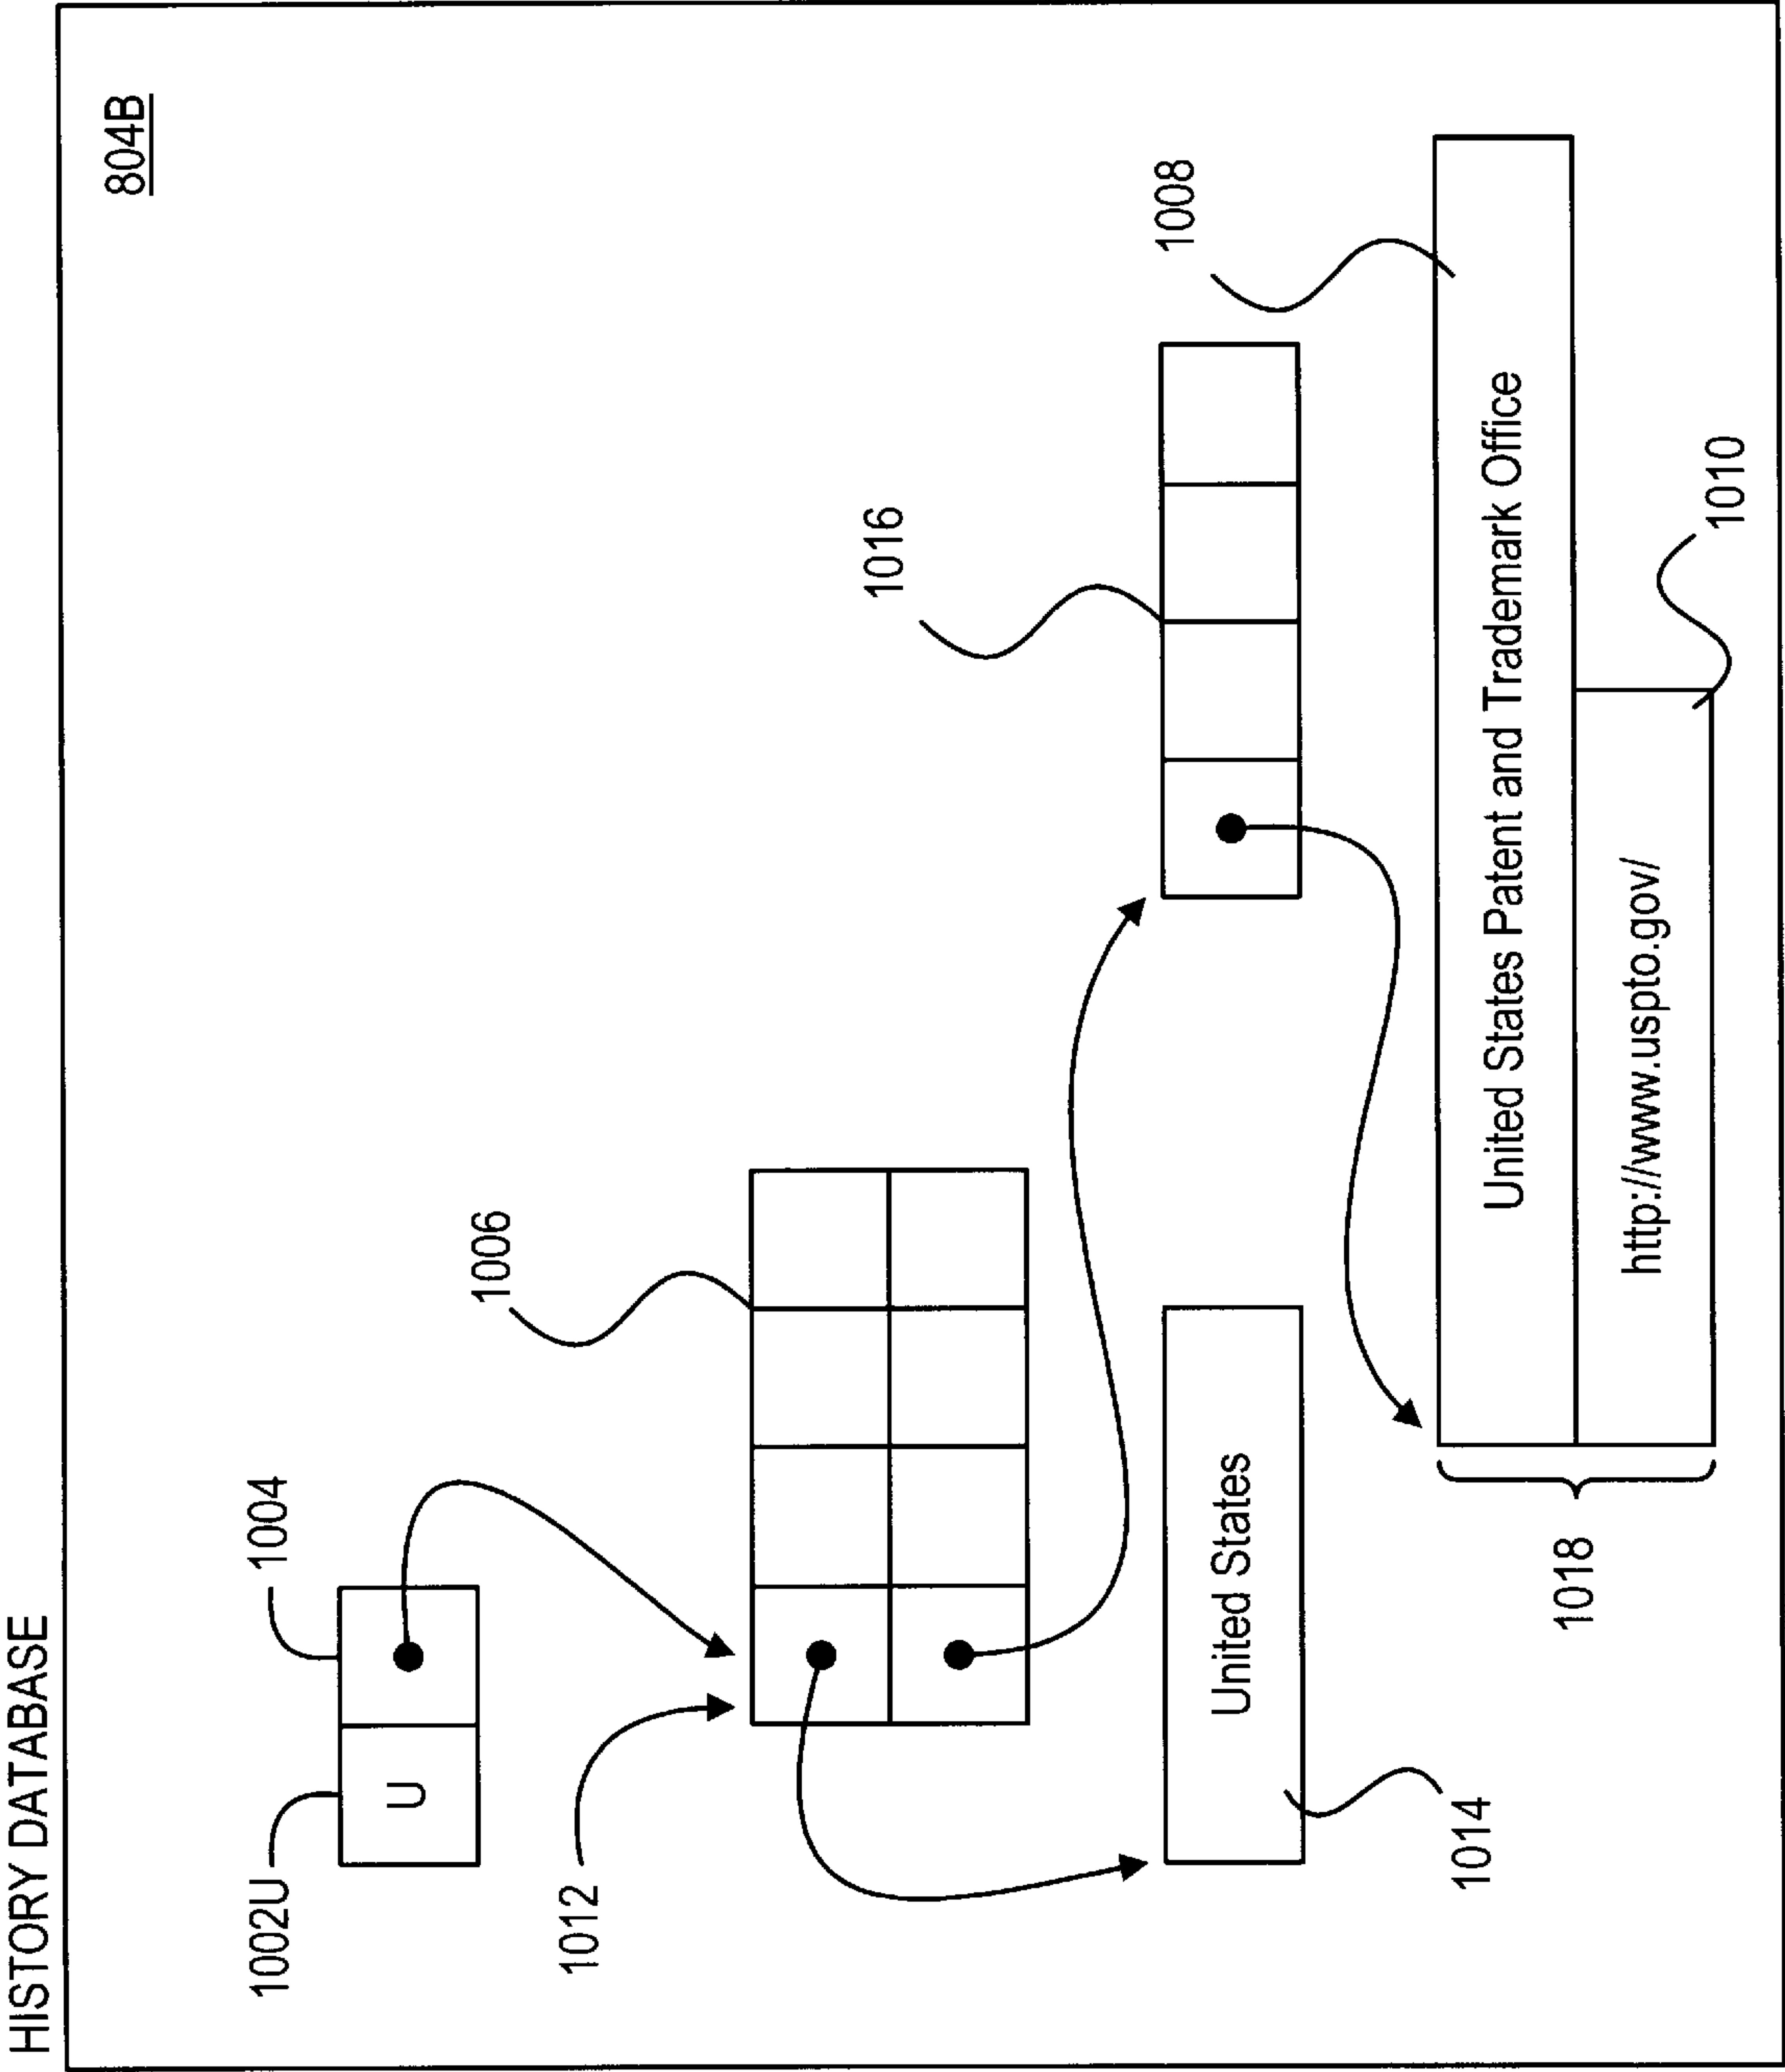 HISTORY DATABASE
804B
1002U
1004
U
1006
1012
1016
United States
1014
1008
United States Patent and Trademark Office
http://www.uspto.gov/
1018
1010